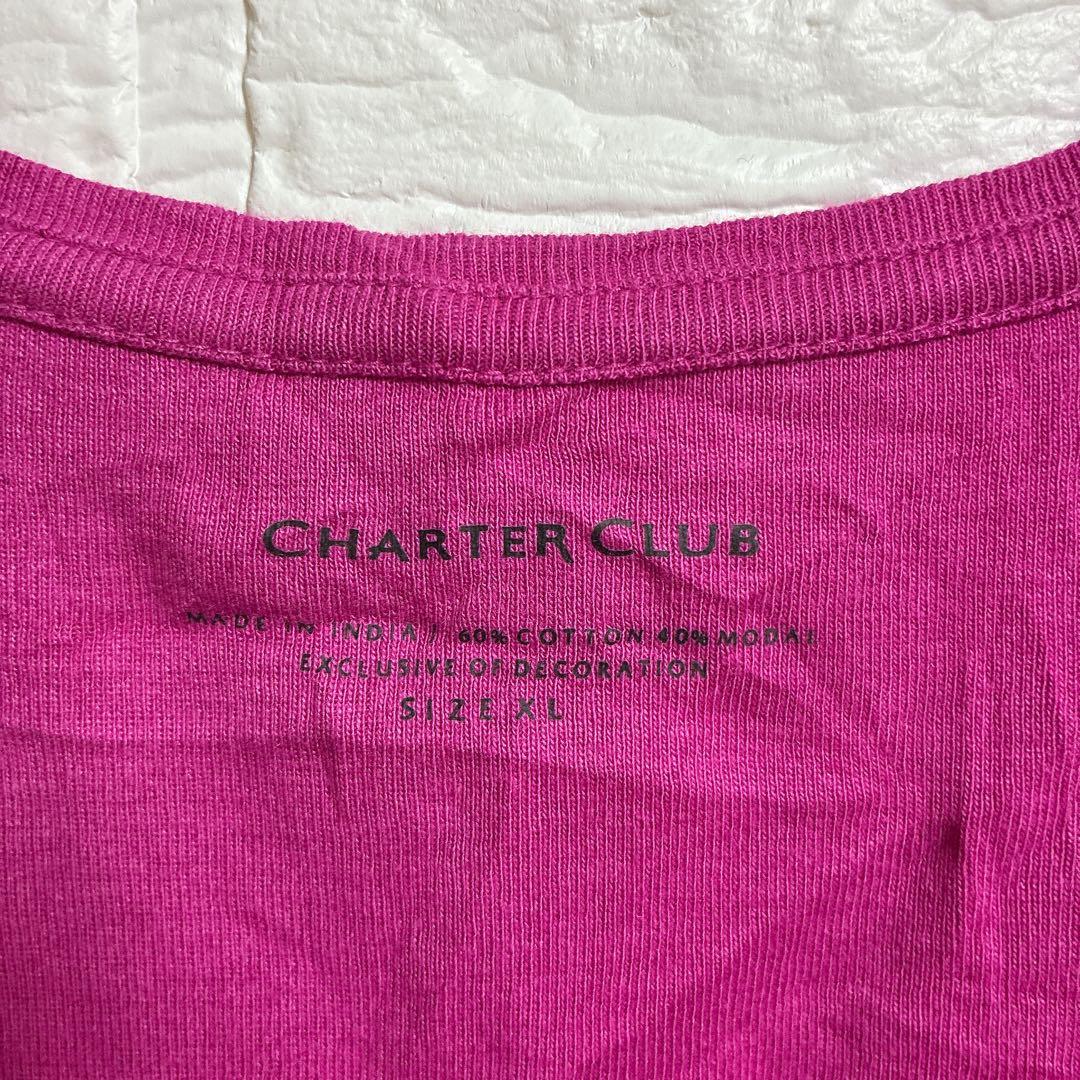 CHARTER CLUB
MADE IN INDIA / 60% COTTON 40% MODAL
EXCLUSIVE OF DECORATION
SIZE XL